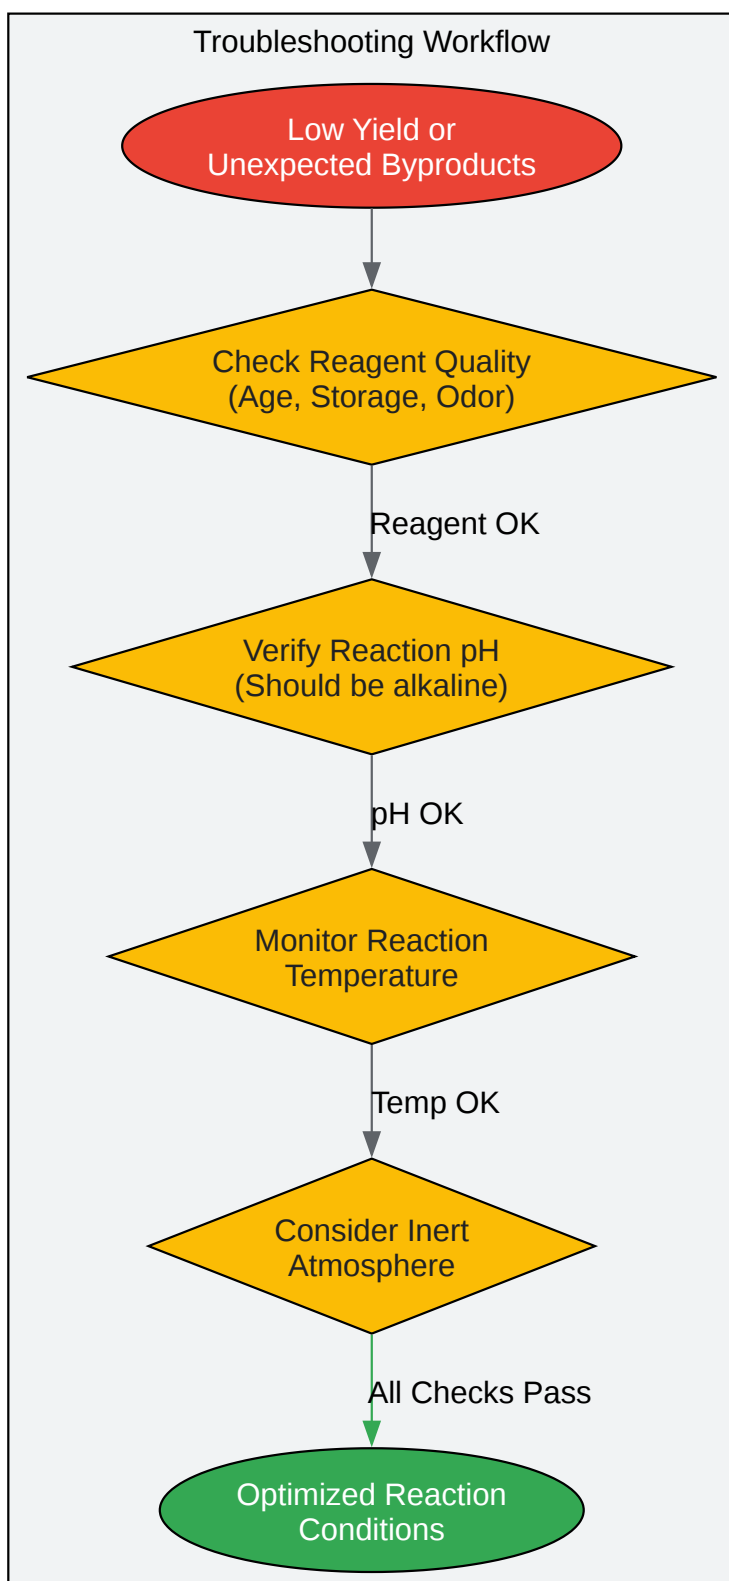 Troubleshooting Workflow
Low Yield or
Unexpected Byproducts
Check Reagent Quality
(Age, Storage, Odor)
Reagent OK
Verify Reaction pH
(Should be alkaline)
pH OK
Monitor Reaction
Temperature
Temp OK
Consider Inert
Atmosphere
All Checks Pass
Optimized Reaction
Conditions